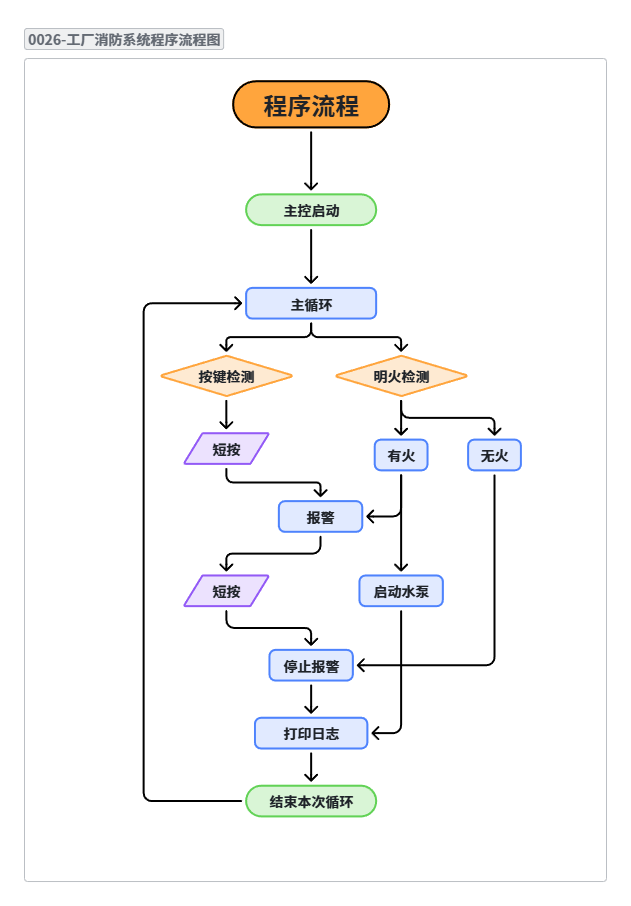 0026-工厂消防系统程序流程图
程序流程
主控启动
主循环
按键检测
明火检测
短按
有火
无火
报警
短按
启动水泵
停止报警
打印日志
结束本次循环